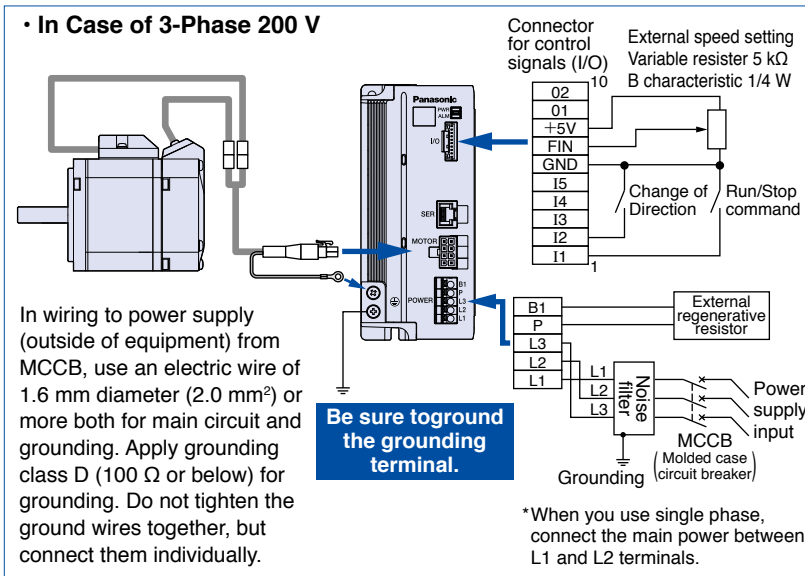 ・In Case of 3-Phase 200 V
Connector
for control
signals (I/O)
External speed setting
Variable resister 5 kΩ
B characteristic 1/4 W
10
02
01
+5V
FIN
GND
I5
I4
I3
I2
I1
1
Change of
Direction
Run/Stop
command
Panasonic
PWR
ALM
I/O
SER
MOTOR
POWER
B1
P
L3
L2
L1
B1
P
L3
L2
L1
External
regenerative
resistor
L1
L2
L3
Noise
filter
Power
supply
input
MCCB
(Molded case
circuit breaker)
Grounding
In wiring to power supply
(outside of equipment) from
MCCB, use an electric wire of
1.6 mm diameter (2.0 mm²) or
more both for main circuit and
grounding. Apply grounding
class D (100 Ω or below) for
grounding. Do not tighten the
ground wires together, but
connect them individually.
Be sure toground
the grounding
terminal.
*When you use single phase,
connect the main power between
L1 and L2 terminals.